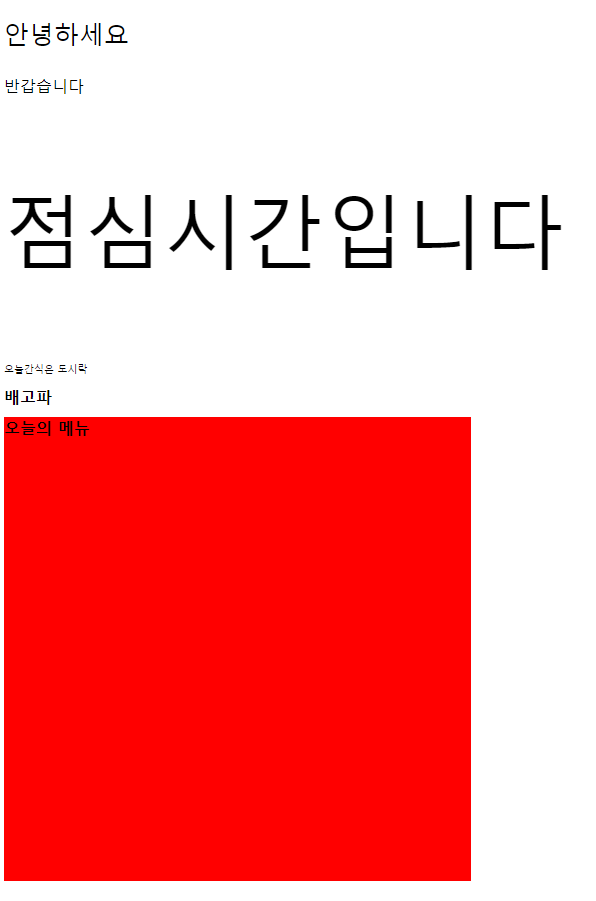 안녕하세요
반갑습니다
점심시간입니다
오늘간식은 도시락
배고파
오늘의 메뉴